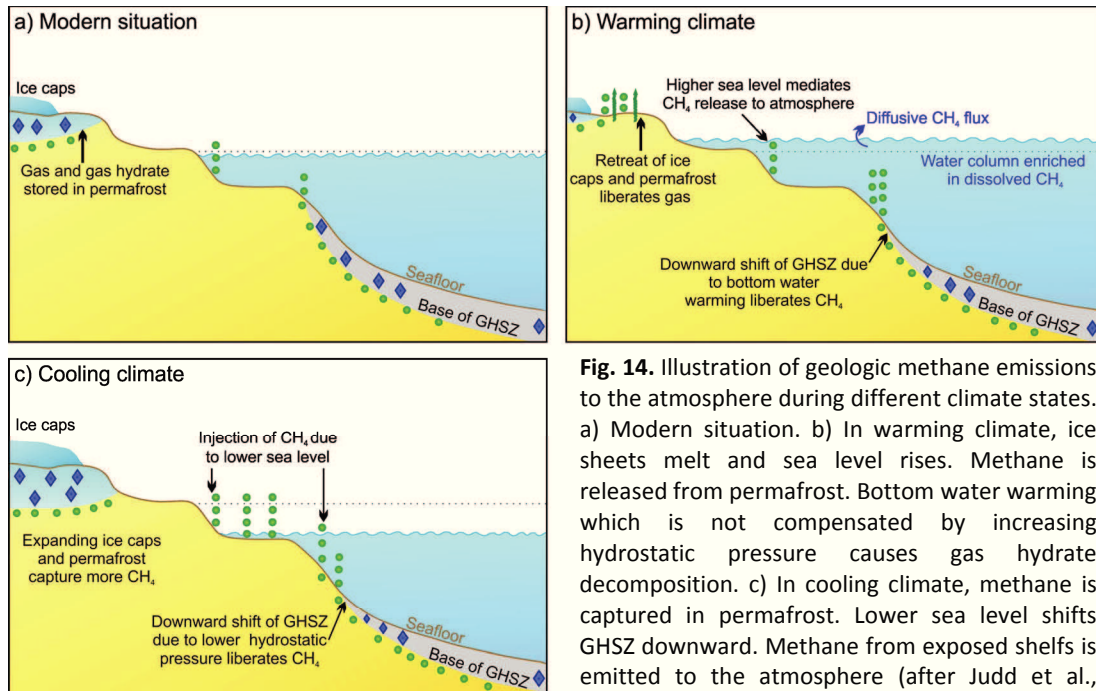 a) Modern situation
Ice caps
Gas and gas hydrate
stored in permafrost
Seafloor
Base of GHSZ
b) Warming climate
Higher sea level mediates
CH₄ release to atmosphere
Diffusive CH₄ flux
Retreat of ice
caps and permafrost
liberates gas
Water column enriched
in dissolved CH₄
Downward shift of GHSZ due
to bottom water
warming liberates CH₄
Seafloor
Base of GHSZ
c) Cooling climate
Ice caps
Injection of CH₄ due
to lower sea level
Expanding ice caps
and permafrost
capture more CH₄
Downward shift of GHSZ
due to lower hydrostatic
pressure liberates CH₄
Seafloor
Base of GHSZ
Fig. 14. Illustration of geologic methane emissions
to the atmosphere during different climate states.
a) Modern situation. b) In warming climate, ice
sheets melt and sea level rises. Methane is
released from permafrost. Bottom water warming
which is not compensated by increasing
hydrostatic pressure causes gas hydrate
decomposition. c) In cooling climate, methane is
captured in permafrost. Lower sea level shifts
GHSZ downward. Methane from exposed shelfs is
emitted to the atmosphere (after Judd et al.,